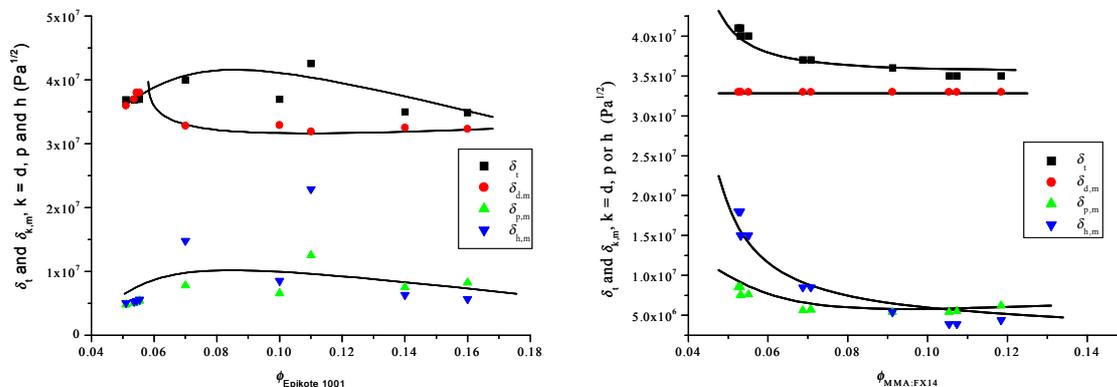 δt and δk,m, k = d, p and h (Pa^1/2)
5x10^7
4x10^7
3x10^7
2x10^7
1x10^7
0
0.04
0.06
0.08
0.10
0.12
0.14
0.16
0.18
ϕEpikote 1001
δt
δd,m
δp,m
δh,m
δt and δk,m, k = d, p or h (Pa^1/2)
4.0x10^7
3.5x10^7
3.0x10^7
2.5x10^7
2.0x10^7
1.5x10^7
1.0x10^7
5.0x10^6
0.04
0.06
0.08
0.10
0.12
0.14
ϕMMA:FX14
δt
δd,m
δp,m
δh,m